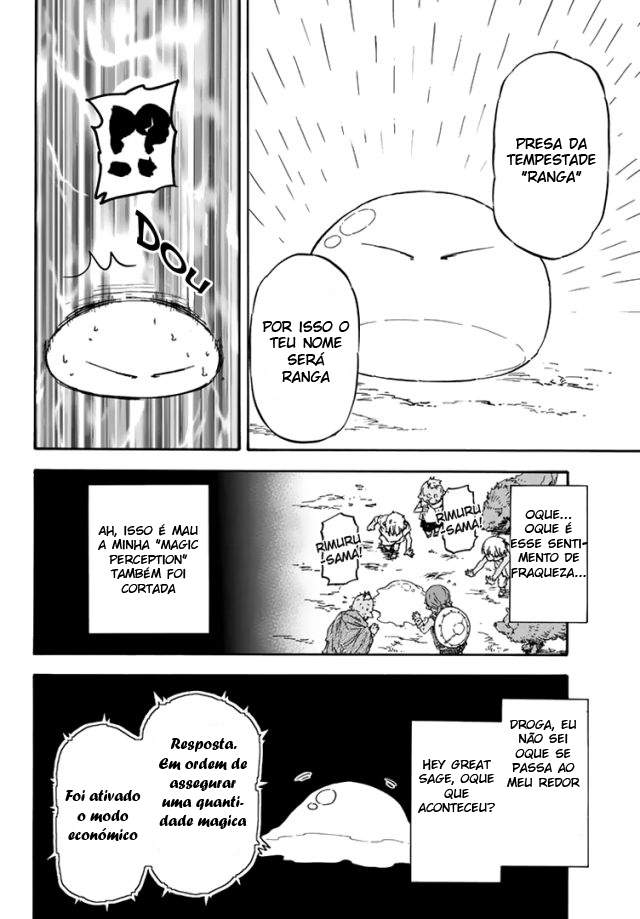 PRESA DA
TEMPESTADE
"RANGA"
POR ISSO O
TEU NOME
SERÁ
RANGA
DOU
OQUE...
OQUE É
ESSE SENTI-
MENTO DE
FRAQUEZA...
RIMURU
SAMA!
RIMURU
SAMA!
AH, ISSO É MAU
A MINHA "MAGIC
PERCEPTION"
TAMBÉM FOI
CORTADA
DROGA, EU
NÃO SEI
OQUE SE
PASSA AO
MEU REDOR
HEY GREAT
SAGE, OQUE
QUE
ACONTECEU?
Resposta.
Em ordem de
assegurar
uma quanti-
dade magica
Foi ativado
o modo
económico